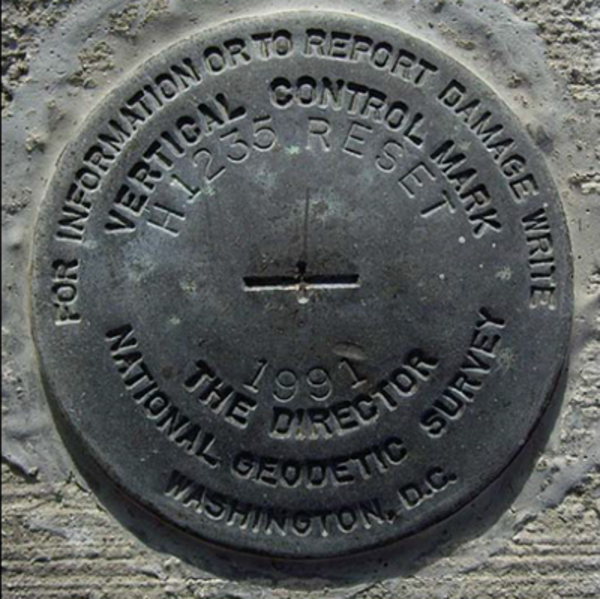 FOR INFORMATION OR TO REPORT DAMAGE WRITE
VERTICAL CONTROL MARK
H 1235 RESET
1991
THE DIRECTOR
NATIONAL GEODETIC SURVEY
WASHINGTON, D.C.